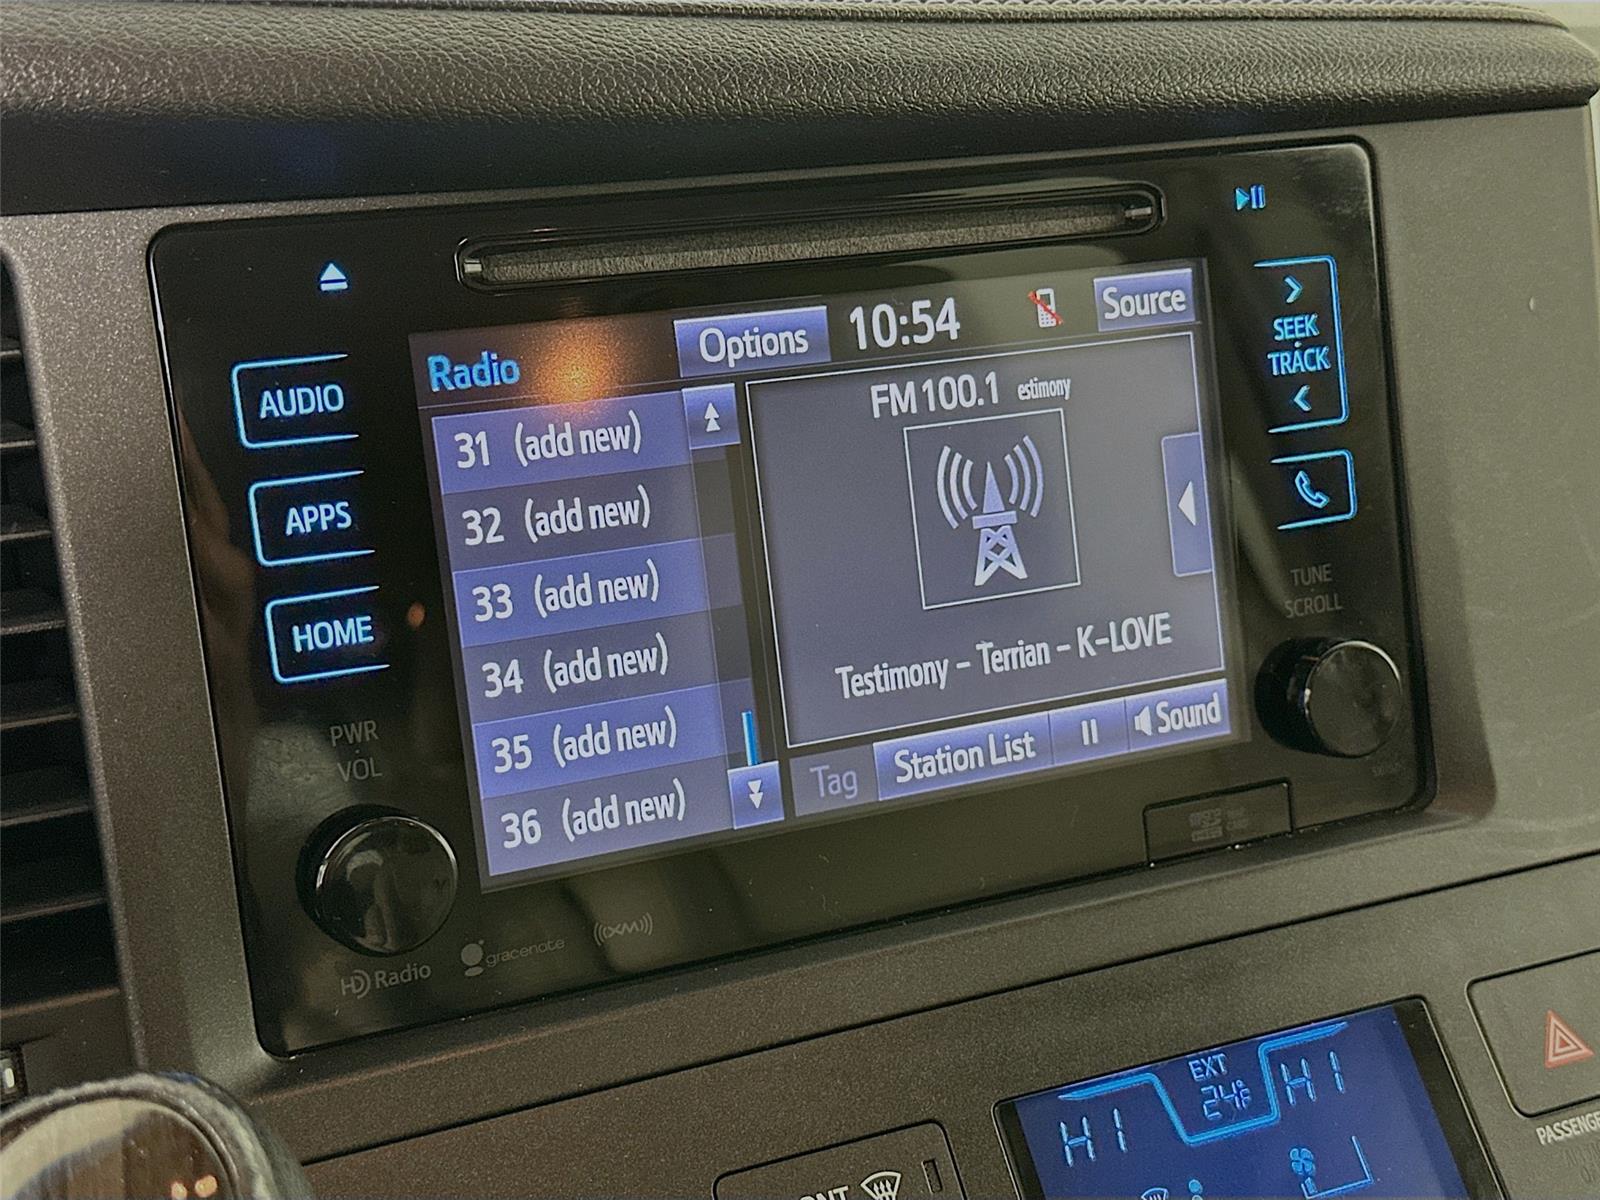 Radio
Options
10:54
Source
AUDIO
APPS
HOME
PWR
VOL
31 (add new)
32 (add new)
33 (add new)
34 (add new)
35 (add new)
36 (add new)
FM 100.1 estimony
Testimony - Terrian - K-LOVE
Tag
Station List
Sound
SEEK
TRACK
TUNE
SCROLL
HD Radio
gracenote
((XM))
EXT
24°F
HI
HI
PASSENGE